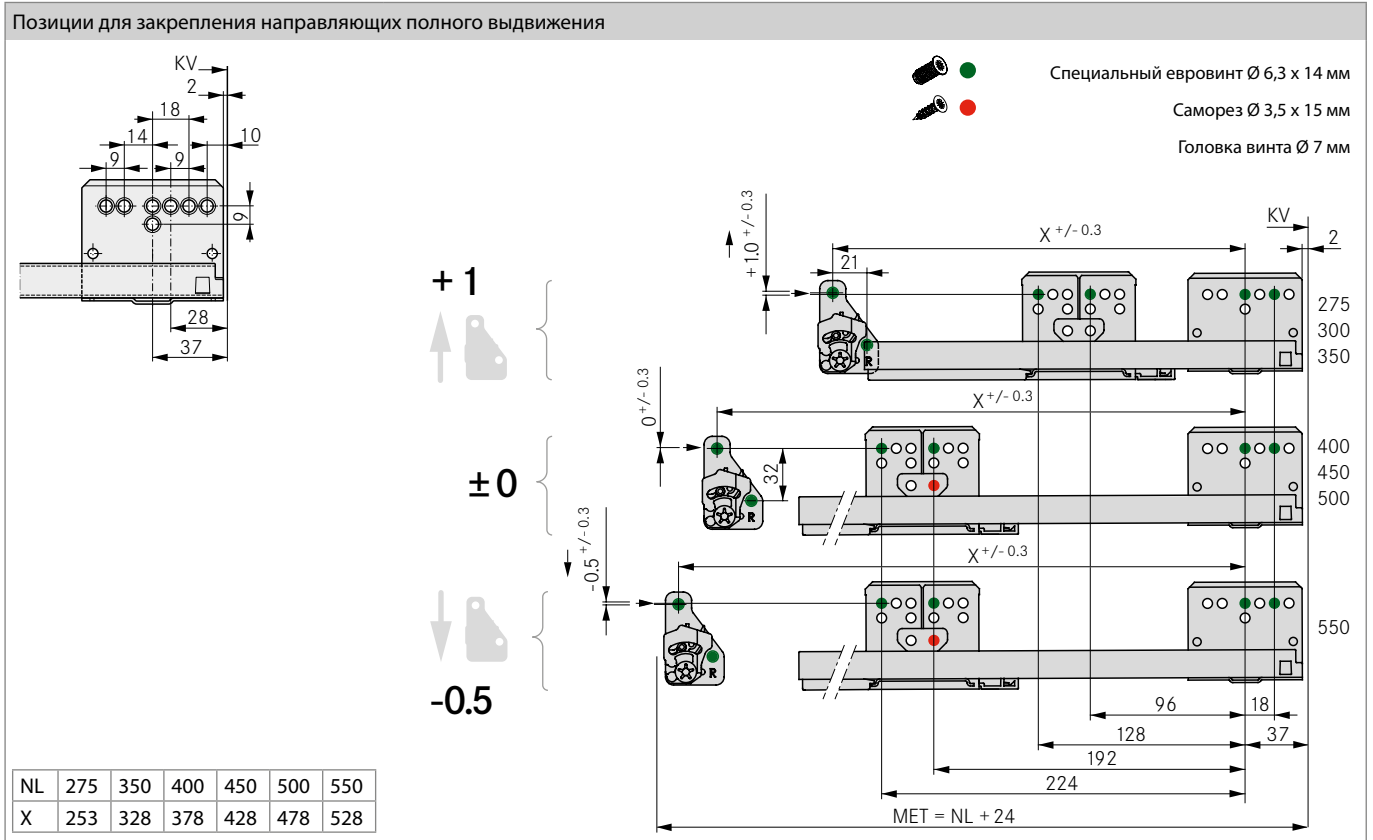 Позиции для закрепления направляющих полного выдвижения
KV
2
18
14
10
9
9
9
28
37
Специальный евровинт Ø 6,3 x 14 мм
Саморез Ø 3,5 x 15 мм
Головка винта Ø 7 мм
+ 1
+1.0 +/- 0.3
X +/- 0.3
21
KV
2
R
275
300
350
± 0
0 +/- 0.3
X +/- 0.3
32
R
400
450
500
-0.5
-0.5 +/- 0.3
X +/- 0.3
R
550
96
18
128
37
192
224
MET = NL + 24
NL 275 350 400 450 500 550
X 253 328 378 428 478 528